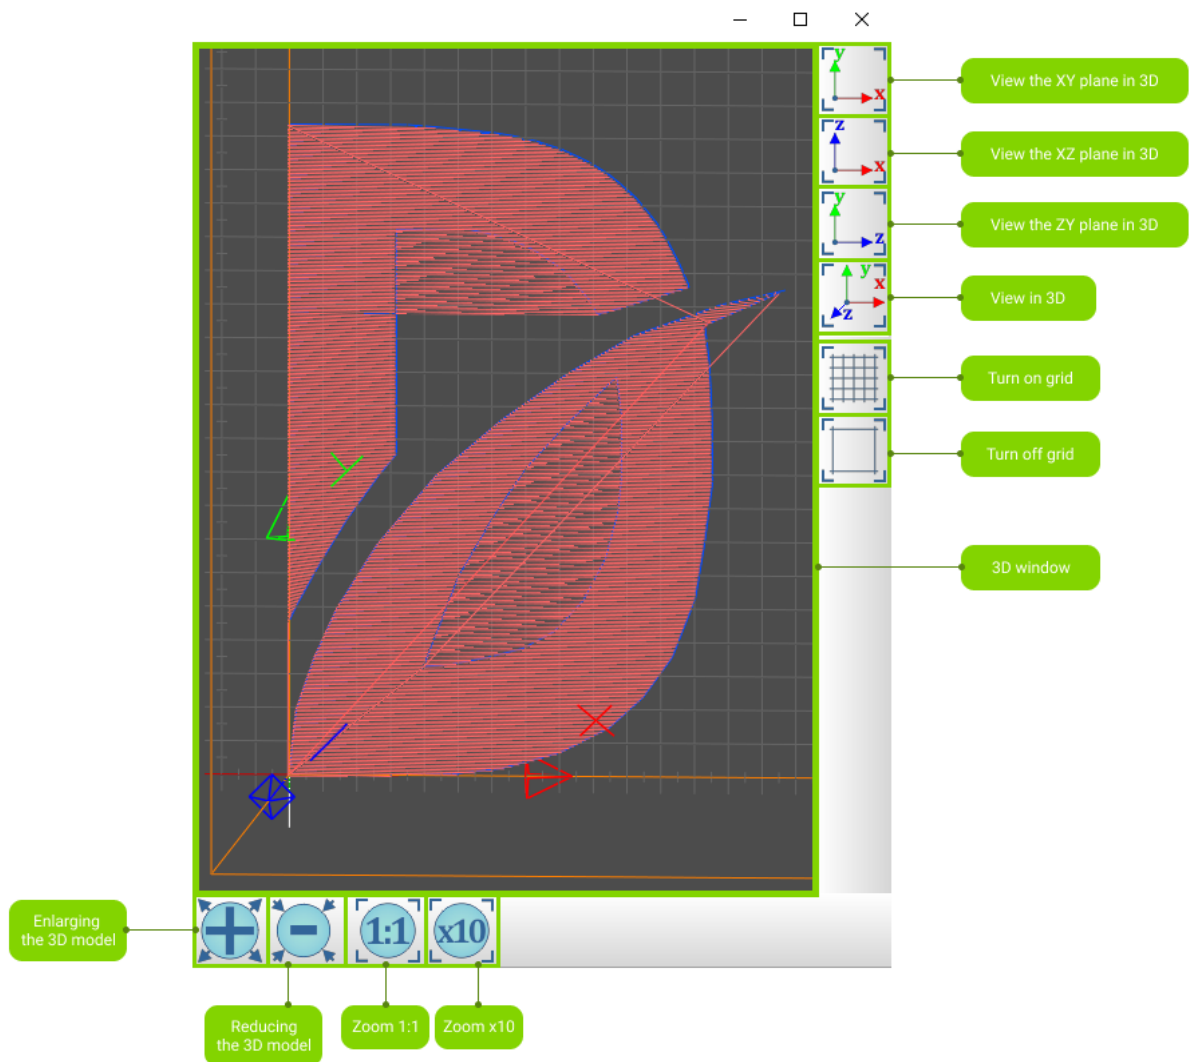 y
x
View the XY plane in 3D
z
x
View the XZ plane in 3D
y
z
View the ZY plane in 3D
y
x
z
View in 3D
Turn on grid
Turn off grid
3D window
Y
X
Enlarging
the 3D model
1:1
x10
Reducing
the 3D model
Zoom 1:1
Zoom x10